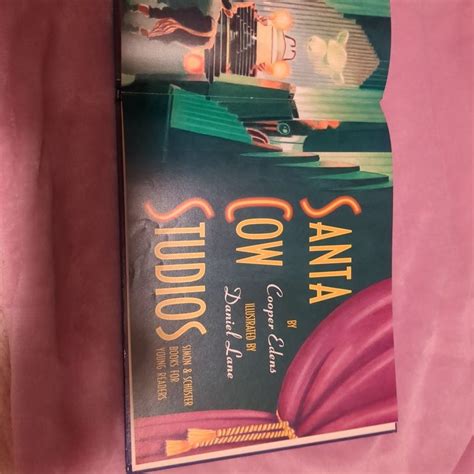 SANTA
COW
STUDIOS
BY
Cooper Edens
ILLUSTRATED BY
Daniel Lane
SIMON & SCHUSTER
BOOKS FOR
YOUNG READERS